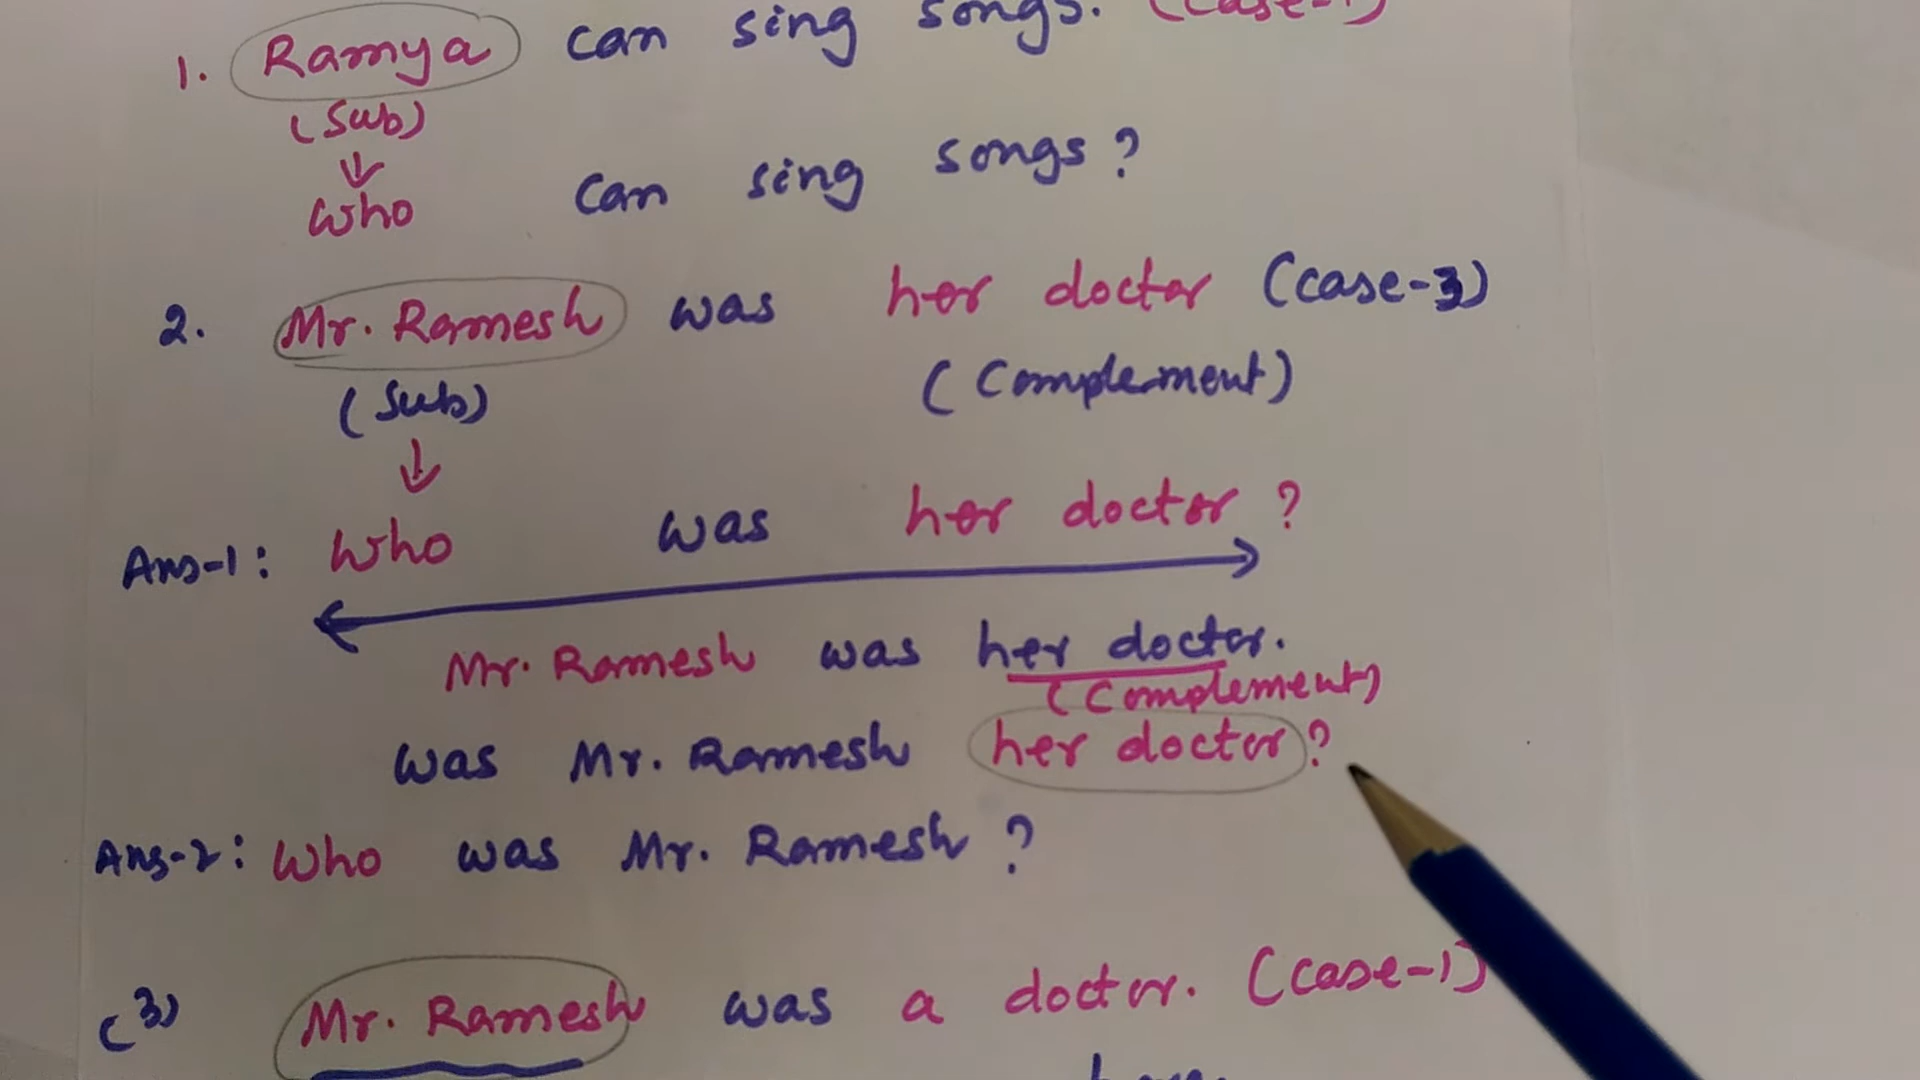 1. Ramya can sing songs. (case-1)
(Sub)
who can sing songs?
2. Mr. Ramesh was her doctor (case-3)
(Sub) (Complement)
Ans-1: who was her doctor?
Mr. Ramesh was her doctor.
(Complement)
was Mr. Ramesh her doctor?
Ans-2: who was Mr. Ramesh?
(3) Mr. Ramesh was a doctor. (case-1)